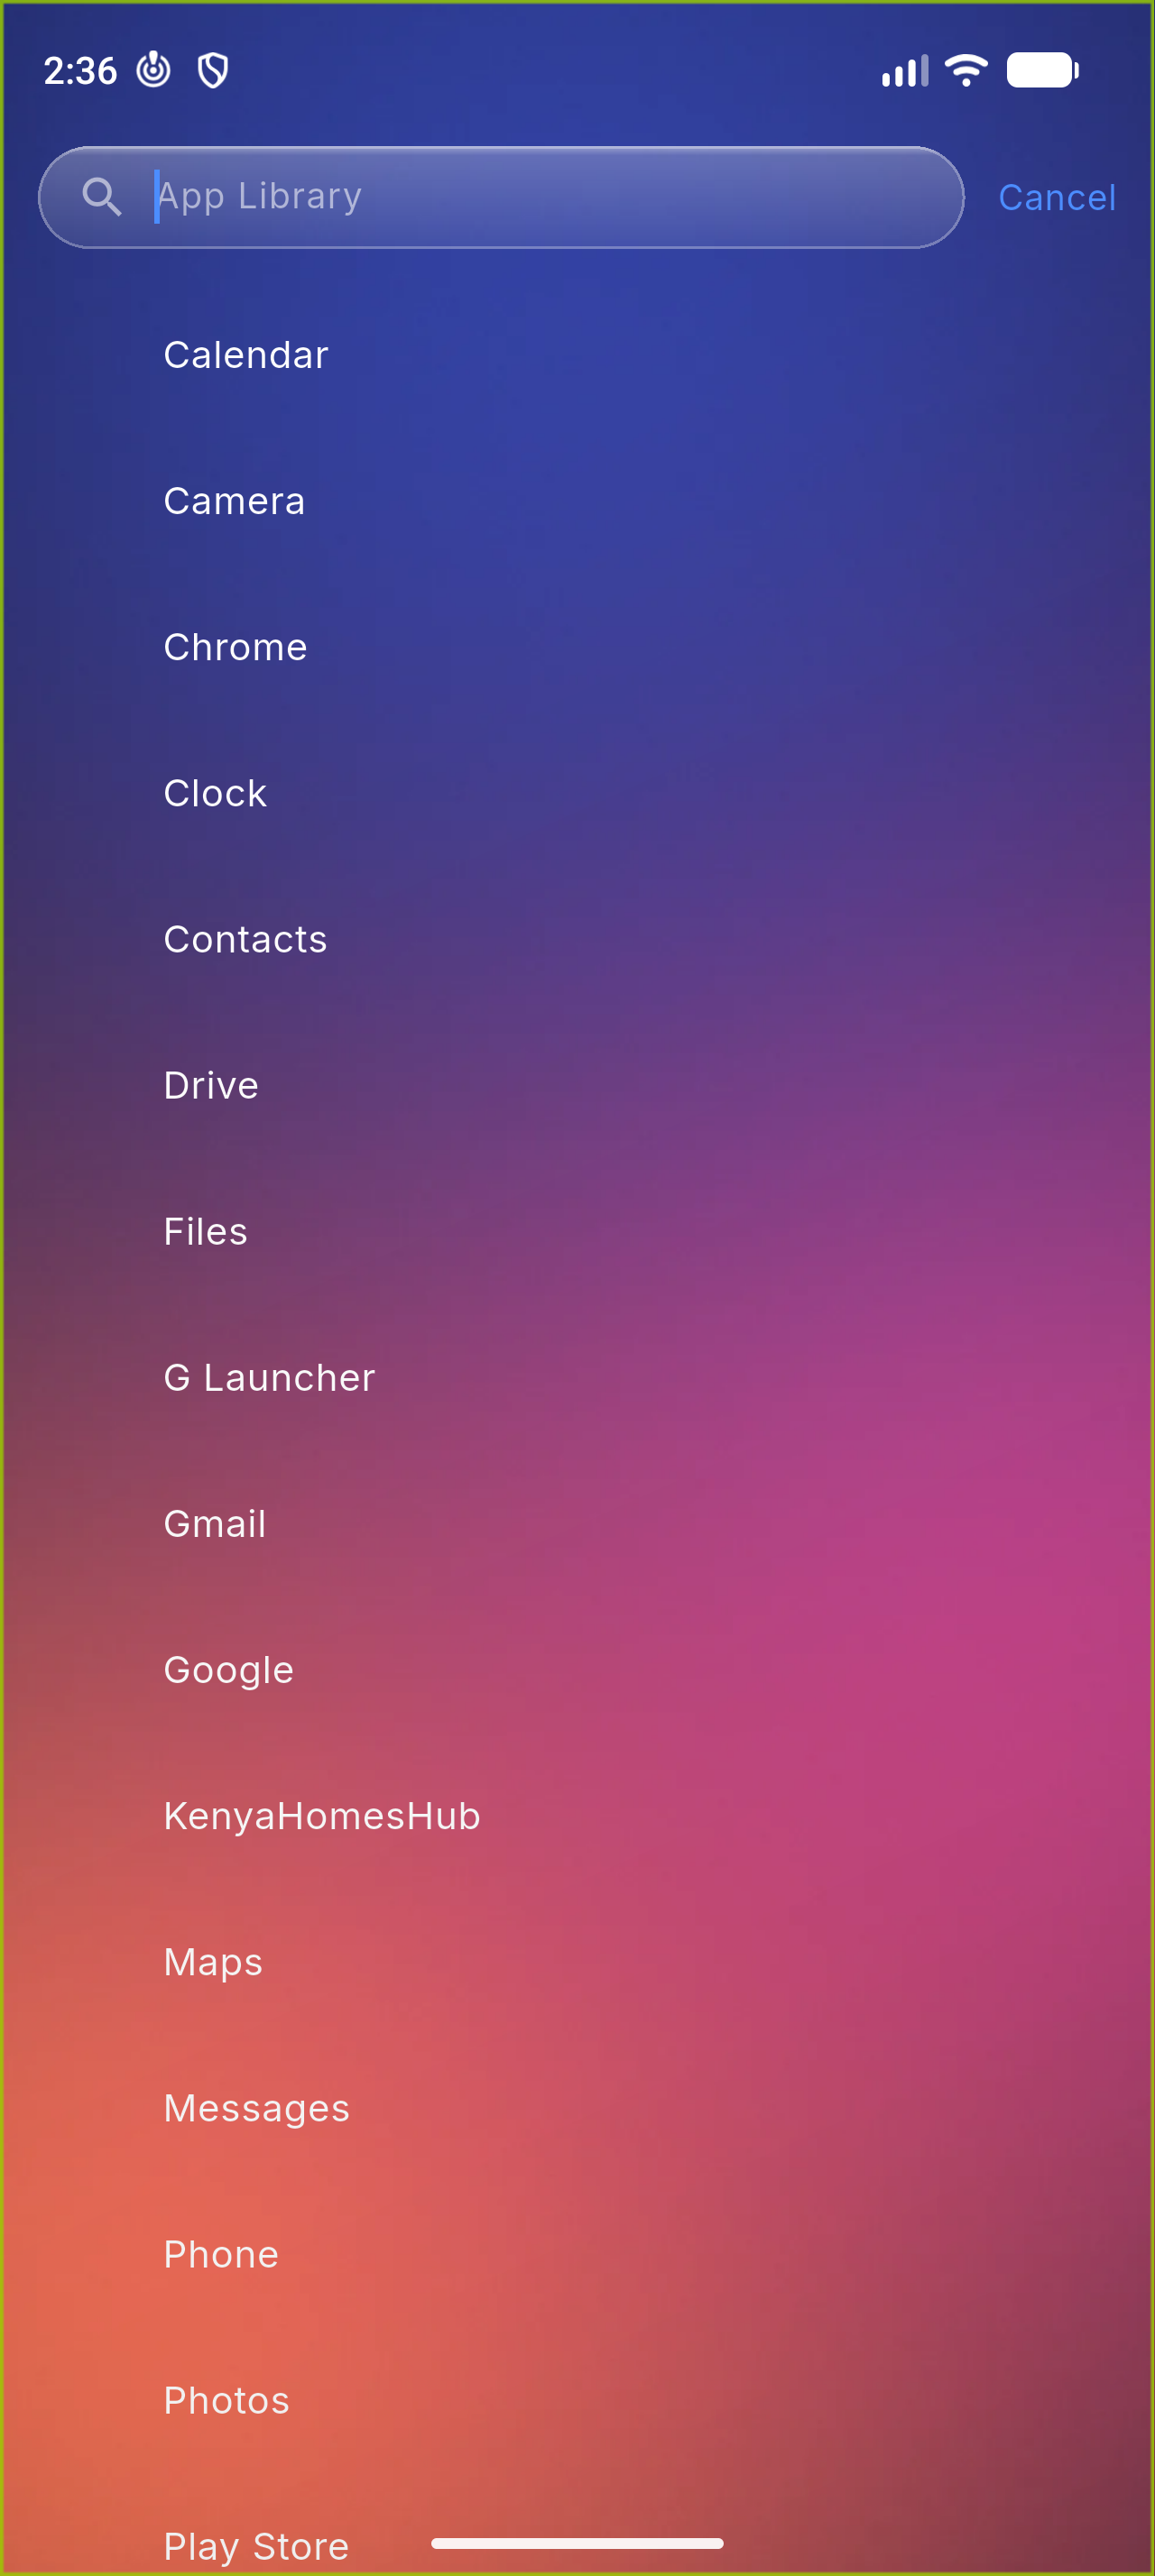 2:36
App Library
Cancel
Calendar
Camera
Chrome
Clock
Contacts
Drive
Files
G Launcher
Gmail
Google
KenyaHomesHub
Maps
Messages
Phone
Photos
Play Store